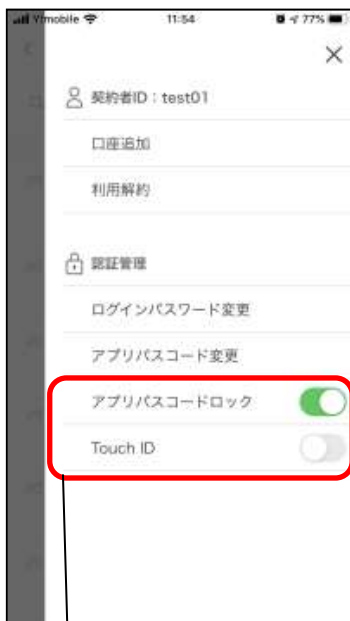 Y!mobile 11:54 77%
契約者ID：test01
口座追加
利用解約
認証管理
ログインパスワード変更
アプリパスコード変更
アプリパスコードロック
Touch ID